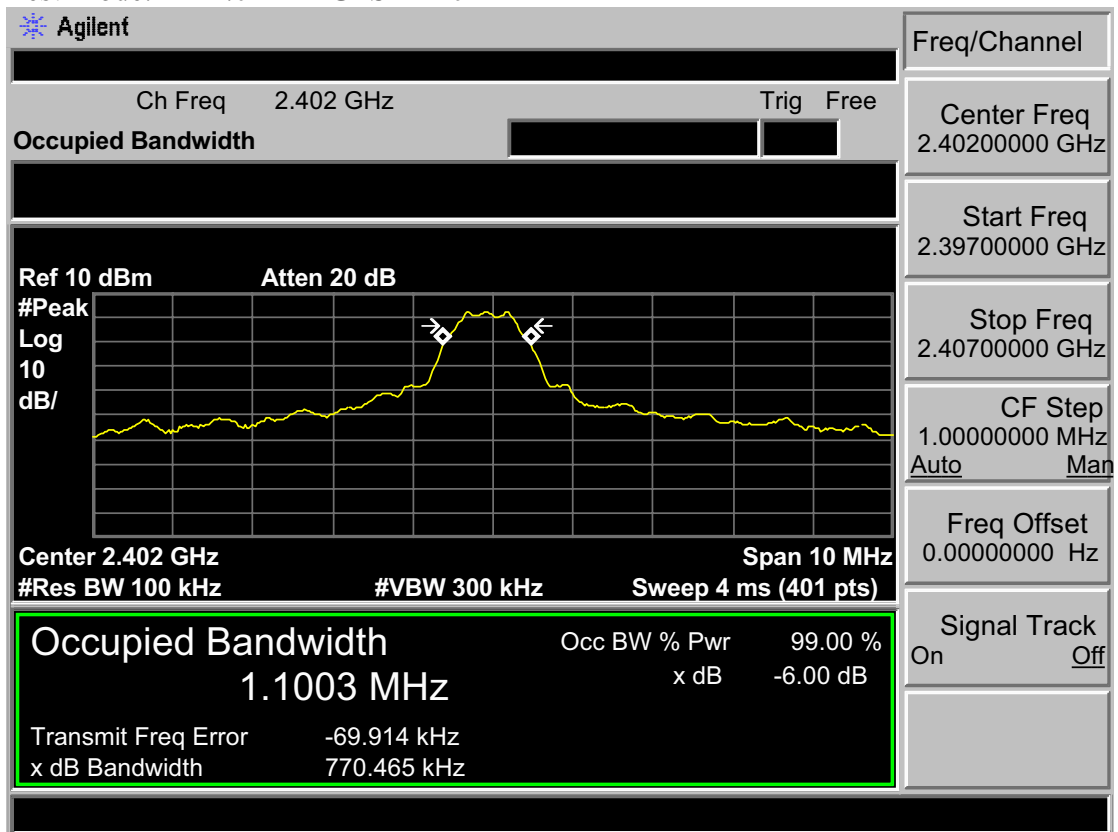 Agilent
Freq/Channel
Ch Freq 2.402 GHz Trig Free
Occupied Bandwidth
Center Freq
2.40200000 GHz
Start Freq
2.39700000 GHz
Stop Freq
2.40700000 GHz
CF Step
1.00000000 MHz
Auto Man
Freq Offset
0.00000000 Hz
Signal Track
On Off
Ref 10 dBm Atten 20 dB
#Peak
Log
10
dB/
Center 2.402 GHz Span 10 MHz
#Res BW 100 kHz #VBW 300 kHz Sweep 4 ms (401 pts)
Occupied Bandwidth Occ BW % Pwr 99.00 %
1.1003 MHz x dB -6.00 dB
Transmit Freq Error -69.914 kHz
x dB Bandwidth 770.465 kHz